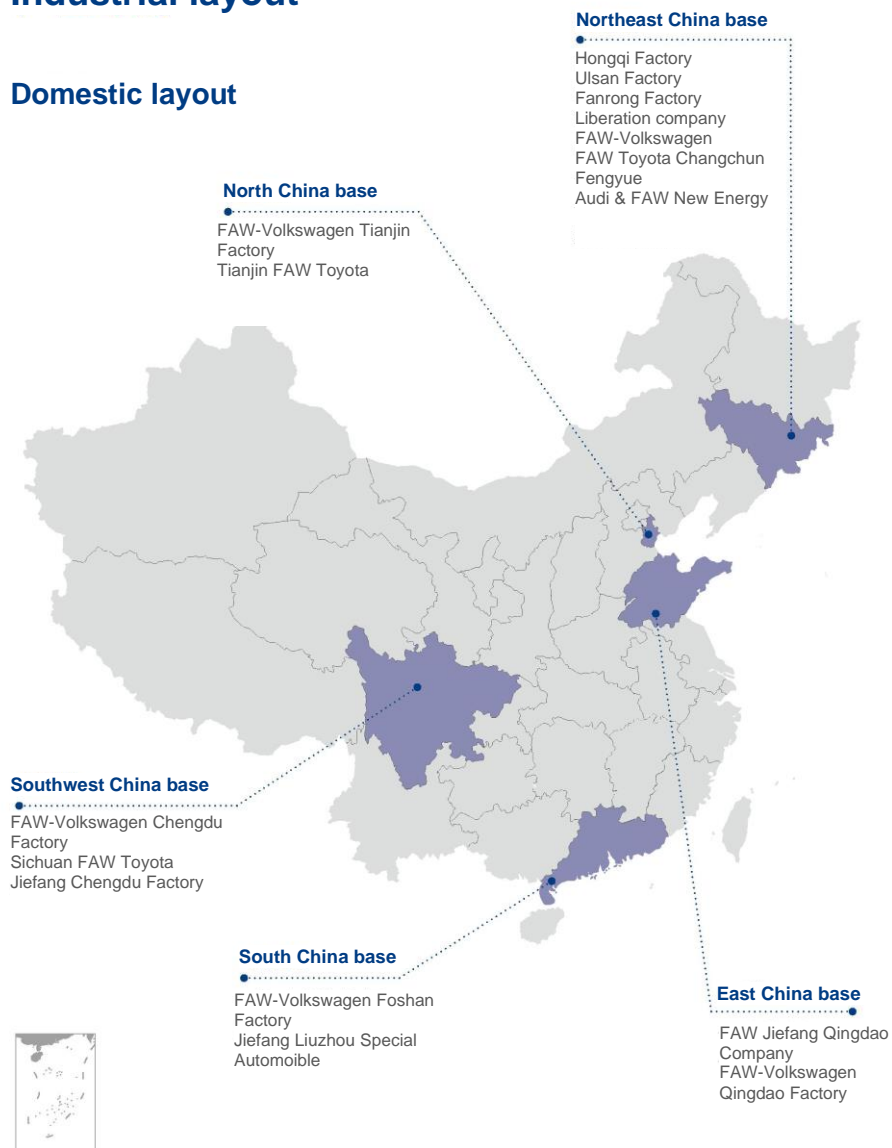 Industrial layout
Domestic layout
Northeast China base
Hongqi Factory
Ulsan Factory
Fanrong Factory
Liberation company
FAW-Volkswagen
FAW Toyota Changchun
Fengyue
Audi & FAW New Energy
North China base
FAW-Volkswagen Tianjin
Factory
Tianjin FAW Toyota
Southwest China base
FAW-Volkswagen Chengdu
Factory
Sichuan FAW Toyota
Jiefang Chengdu Factory
South China base
FAW-Volkswagen Foshan
Factory
Jiefang Liuzhou Special
Automoible
East China base
FAW Jiefang Qingdao
Company
FAW-Volkswagen
Qingdao Factory